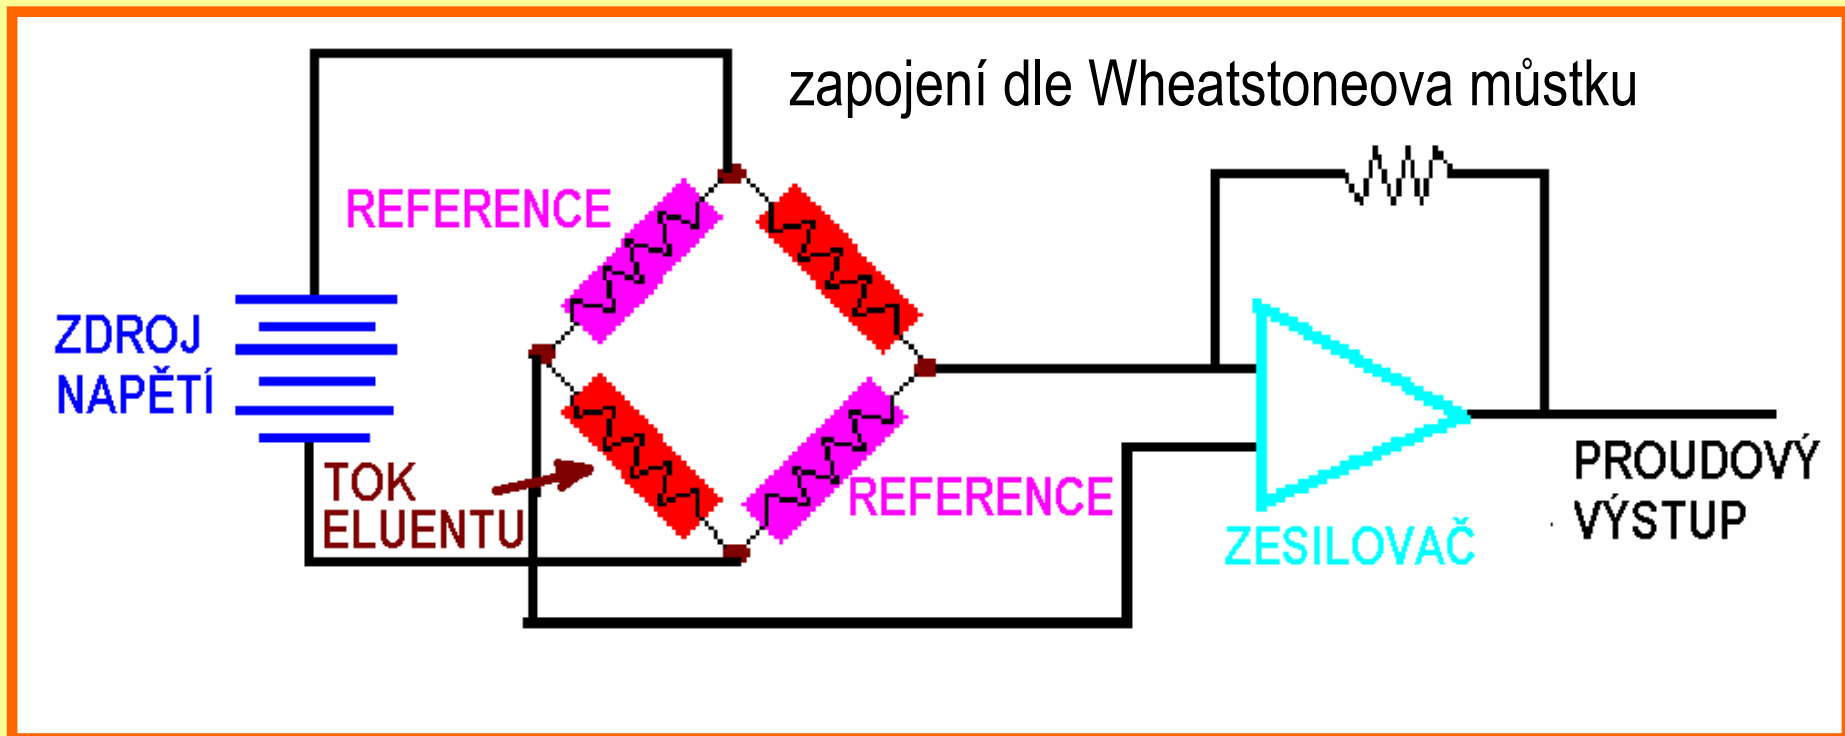 zapojení dle Wheatstoneova můstku
REFERENCE
ZDROJ
NAPĚTÍ
TOK
ELUENTU
REFERENCE
ZESILOVAČ
PROUDOVÝ
VÝSTUP